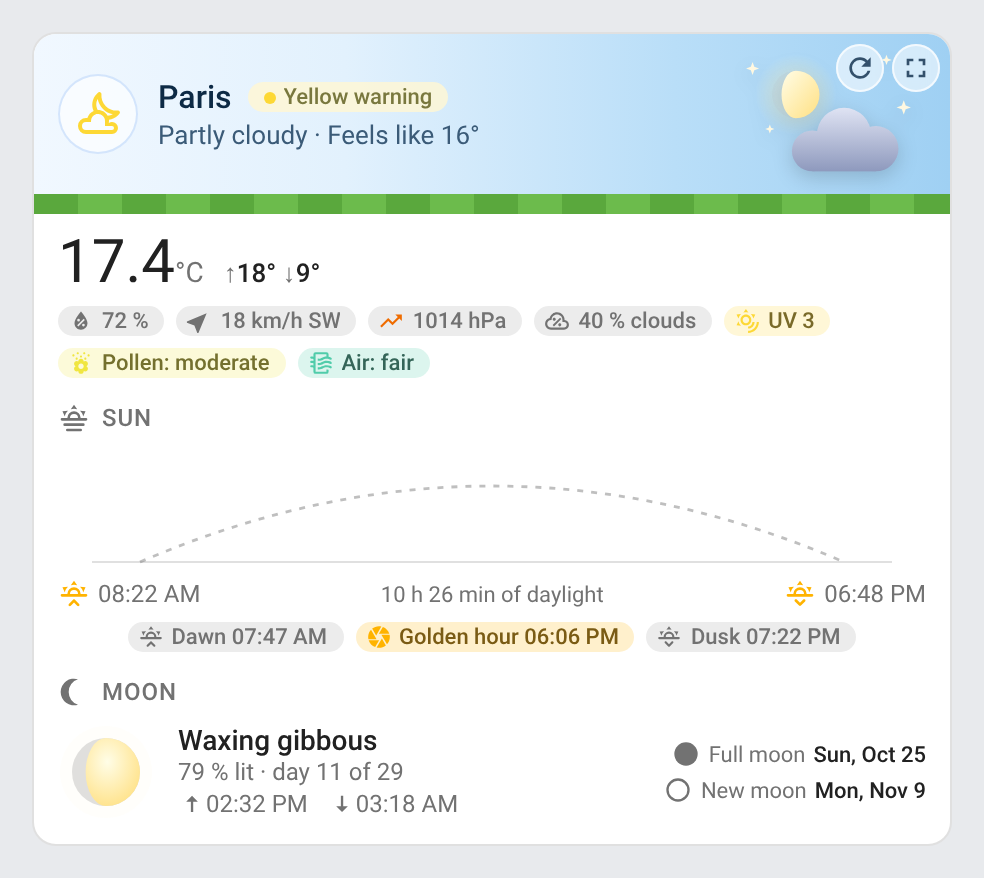 Paris Yellow warning
Partly cloudy · Feels like 16°
17.4°C ↑18° ↓9°
72 % 18 km/h SW 1014 hPa 40 % clouds UV 3
Pollen: moderate Air: fair
SUN
08:22 AM 10 h 26 min of daylight 06:48 PM
Dawn 07:47 AM Golden hour 06:06 PM Dusk 07:22 PM
MOON
Waxing gibbous
79 % lit · day 11 of 29
↑ 02:32 PM ↓ 03:18 AM
Full moon Sun, Oct 25
New moon Mon, Nov 9